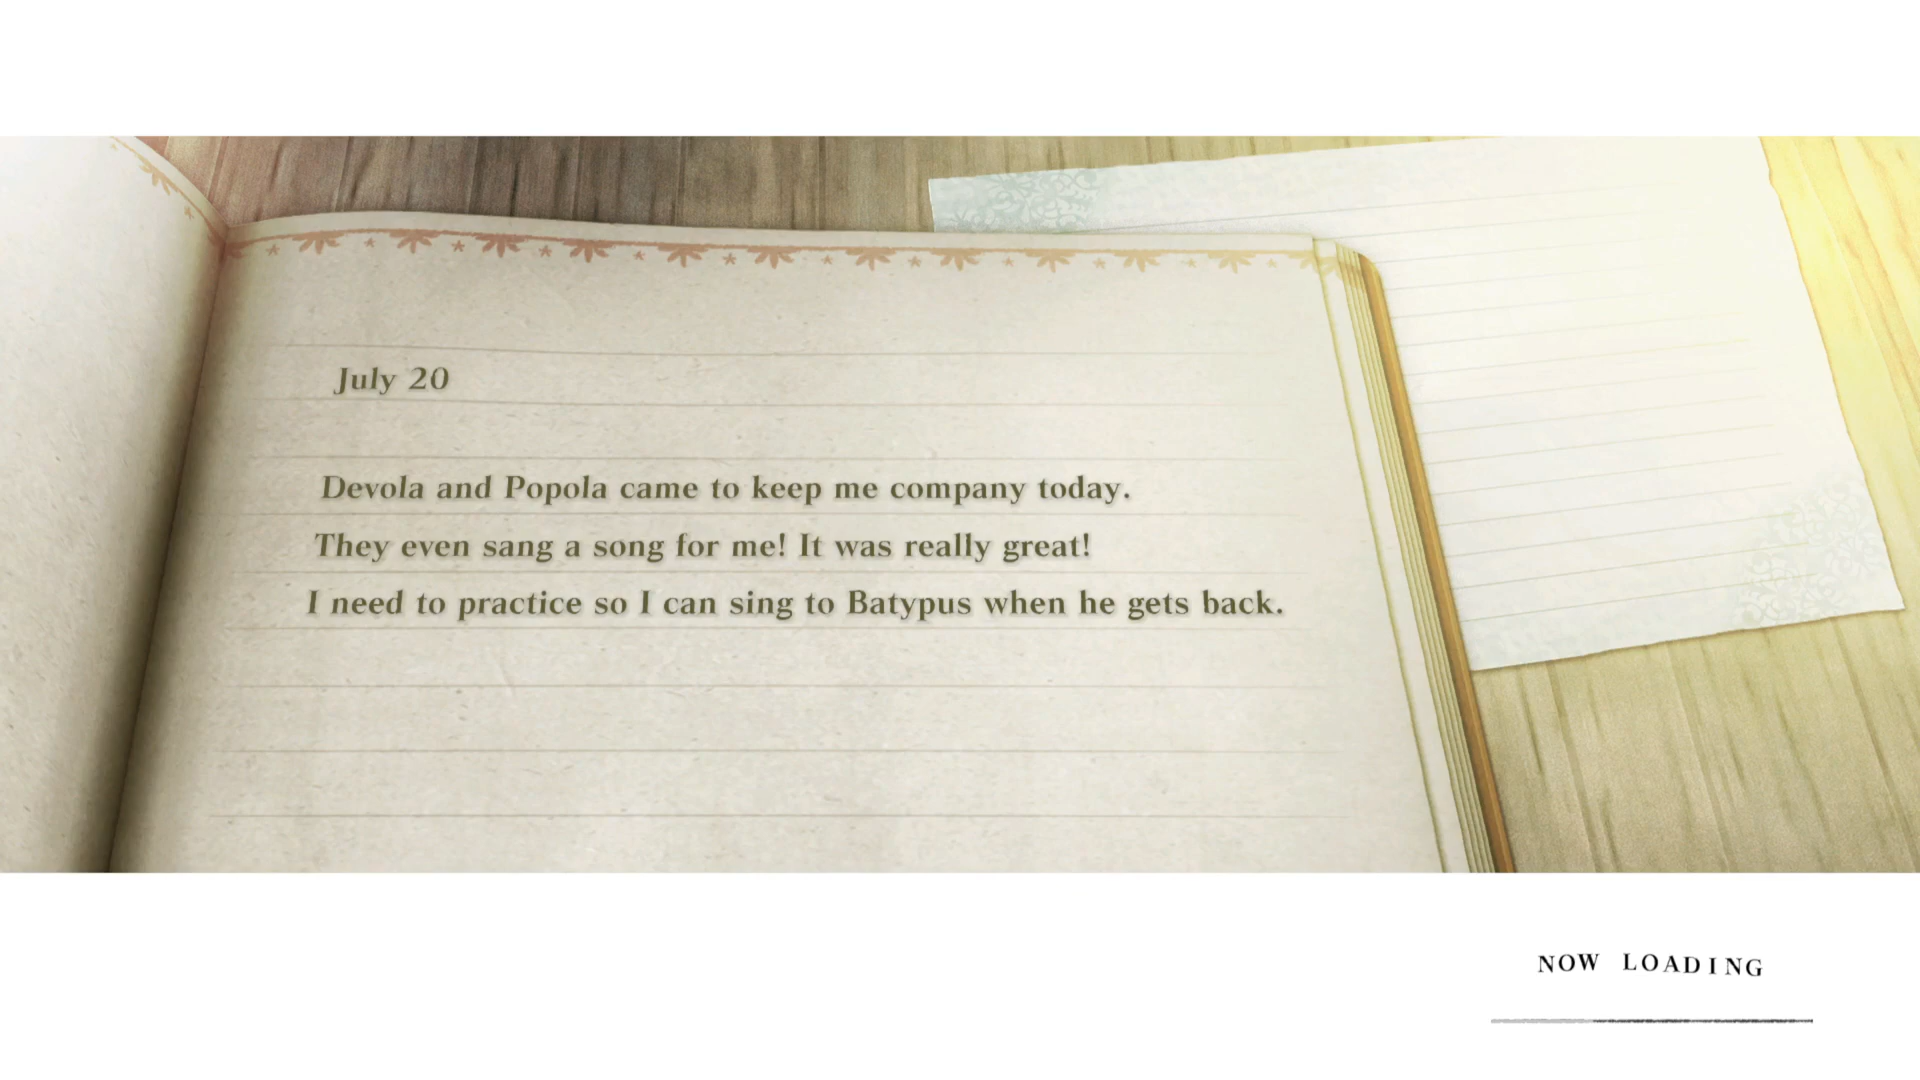 July 20
Devola and Popola came to keep me company today.
They even sang a song for me! It was really great!
I need to practice so I can sing to Batypus when he gets back.
NOW LOADING